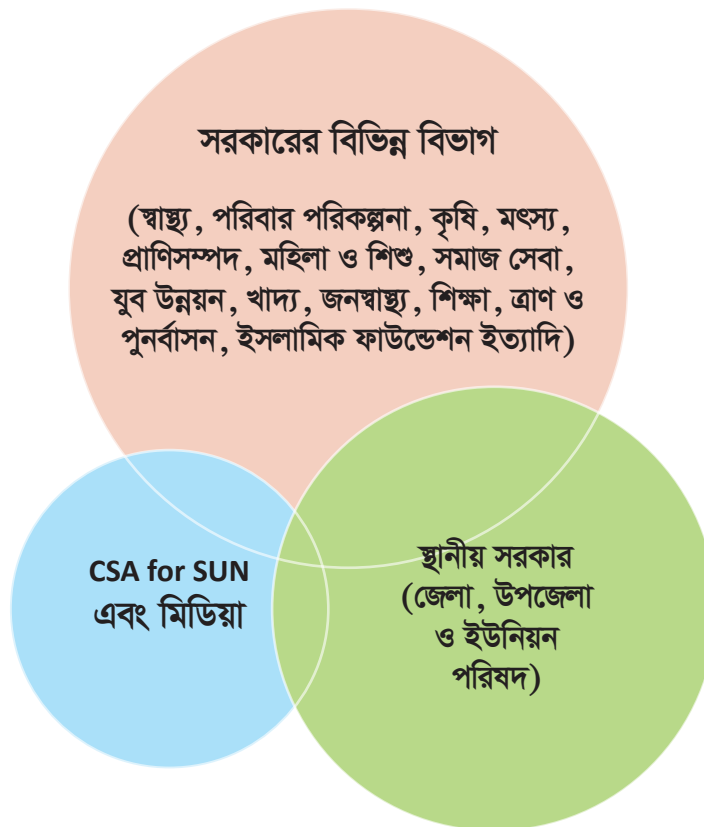 সরকারের বিভিন্ন বিভাগ
(স্বাস্থ্য, পরিবার পরিকল্পনা, কৃষি, মৎস্য,
প্রাণিসম্পদ, মহিলা ও শিশু, সমাজ সেবা,
যুব উন্নয়ন, খাদ্য, জনস্বাস্থ্য, শিক্ষা, ত্রাণ ও
পুনর্বাসন, ইসলামিক ফাউন্ডেশন ইত্যাদি)
CSA for SUN
এবং মিডিয়া
স্থানীয় সরকার
(জেলা, উপজেলা
ও ইউনিয়ন
পরিষদ)